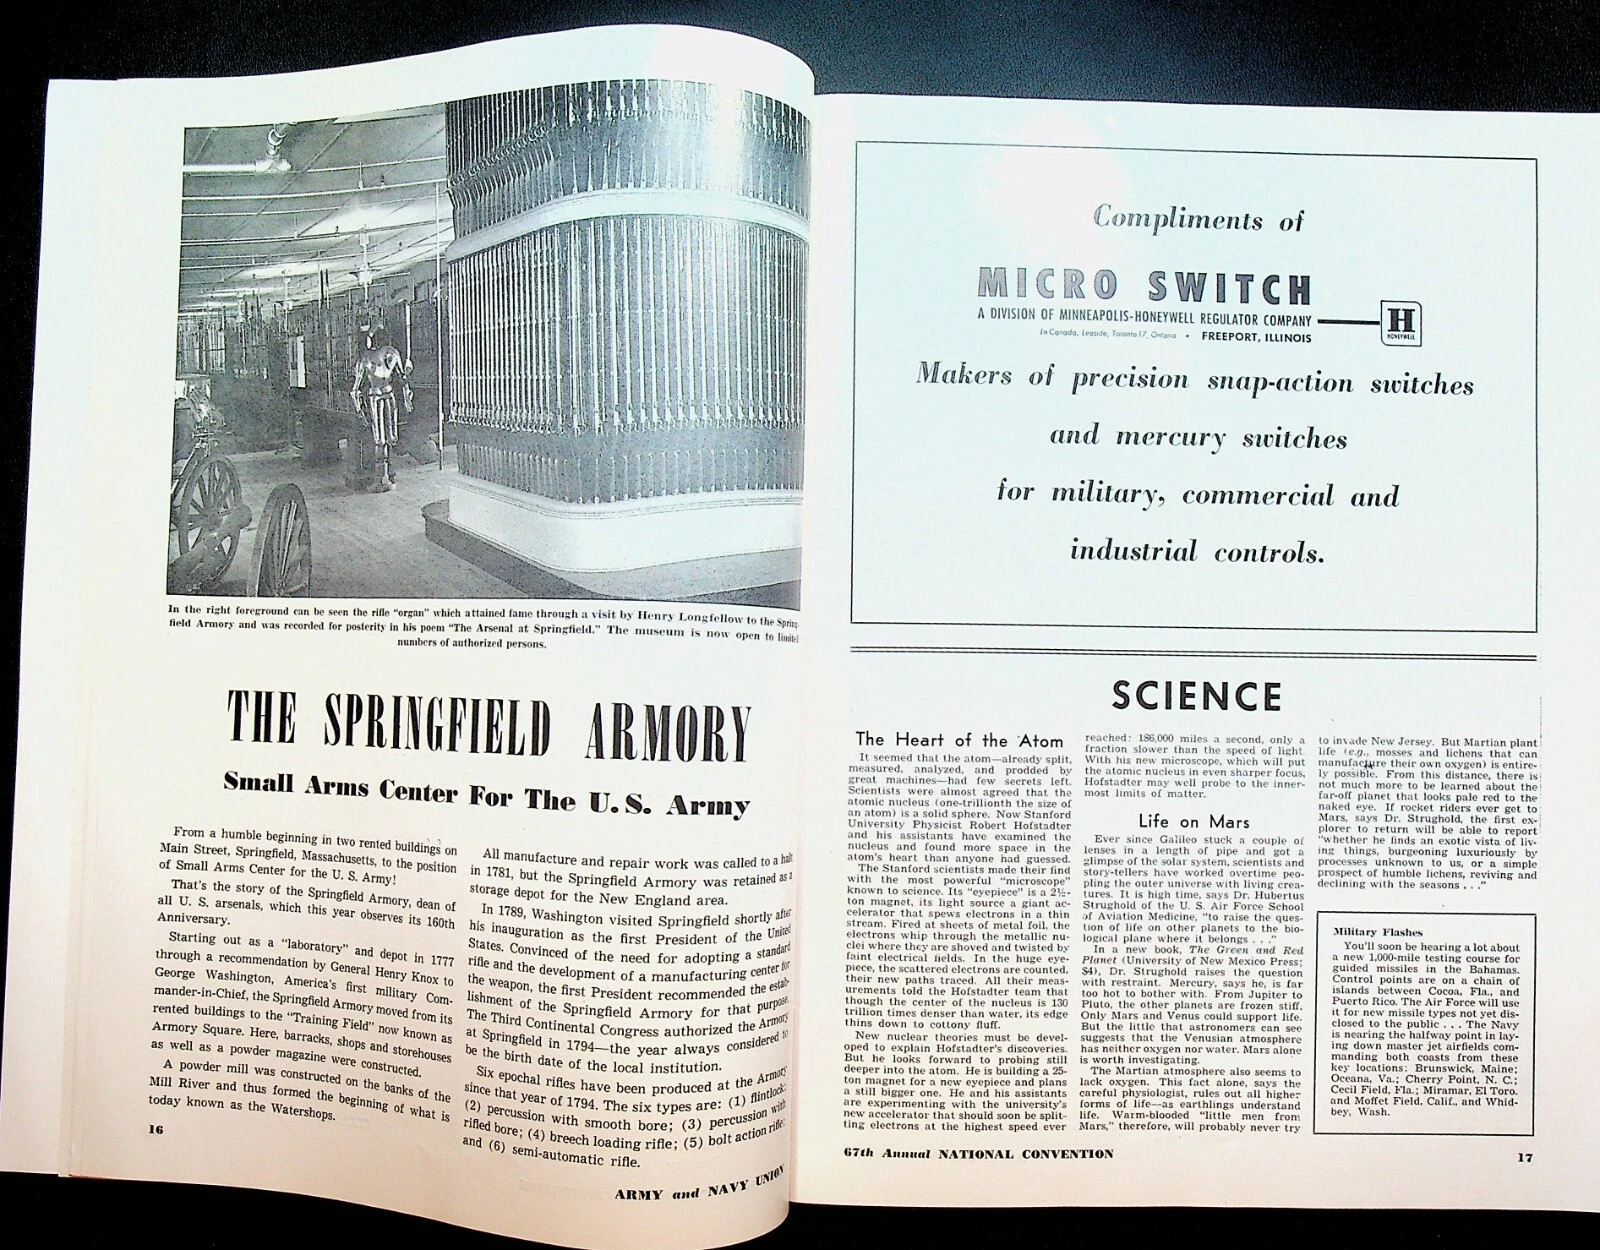 In the right foreground can be seen the rifle "organ" which attained fame through a visit by Henry Longfellow to the Spring-
field Armory and was recorded for posterity in his poem "The Arsenal at Springfield." The museum is now open to limited
numbers of authorized persons.
THE SPRINGFIELD ARMORY
Small Arms Center For The U.S. Army
From a humble beginning in two rented buildings on
Main Street, Springfield, Massachusetts, to the position
of Small Arms Center for the U. S. Army!
That's the story of the Springfield Armory, dean of
all U. S. arsenals, which this year observes its 160th
Anniversary.
Starting out as a "laboratory" and depot in 1777
through a recommendation by General Henry Knox to
George Washington, America's first military Com-
mander-in-Chief, the Springfield Armory moved from its
rented buildings to the "Training Field" now known as
Armory Square. Here, barracks, shops and storehouses
as well as a powder magazine were constructed.
A powder mill was constructed on the banks of the
Mill River and thus formed the beginning of what is
today known as the Watershops.
16
All manufacture and repair work was called to a halt
in 1781, but the Springfield Armory was retained as a
storage depot for the New England area.
In 1789, Washington visited Springfield shortly after
his inauguration as the first President of the United
States. Convinced of the need for adopting a standard
rifle and the development of a manufacturing center for
the weapon, the first President recommended the estab-
lishment of the Springfield Armory for that purpose.
The Third Continental Congress authorized the Armory
at Springfield in 1794—the year always considered to
be the birth date of the local institution.
Six epochal rifles have been produced at the Armory
since that year of 1794. The six types are: (1) flintlock;
(2) percussion with smooth bore; (3) percussion with
rifled bore; (4) breech loading rifle; (5) bolt action rifle;
and (6) semi-automatic rifle.
ARMY and NAVY UNION
Compliments of
MICRO SWITCH
A DIVISION OF MINNEAPOLIS-HONEYWELL REGULATOR COMPANY
H
HONEYWELL
In Canada, Leaside, Toronto 17, Ontario • FREEPORT, ILLINOIS
Makers of precision snap-action switches
and mercury switches
for military, commercial and
industrial controls.
SCIENCE
The Heart of the Atom
It seemed that the atom—already split,
measured, analyzed, and prodded by
great machines—had few secrets left.
Scientists were almost agreed that the
atomic nucleus (one-trillionth the size of
an atom) is a solid sphere. Now Stanford
University Physicist Robert Hofstadter
and his assistants have examined the
nucleus and found more space in the
atom's heart than anyone had guessed.
The Stanford scientists made their find
with the most powerful "microscope"
known to science. Its "eyepiece" is a 2½-
ton magnet, its light source a giant ac-
celerator that spews electrons in a thin
stream. Fired at sheets of metal foil, the
electrons whip through the metallic nu-
clei where they are shoved and twisted by
faint electrical fields. In the huge eye-
piece, the scattered electrons are counted,
their new paths traced. All their meas-
urements told the Hofstadter team that
though the center of the nucleus is 130
trillion times denser than water, its edge
thins down to cottony fluff.
New nuclear theories must be devel-
oped to explain Hofstadter's discoveries.
But he looks forward to probing still
deeper into the atom. He is building a 25-
ton magnet for a new eyepiece and plans
a still bigger one. He and his assistants
are experimenting with the university's
new accelerator that should soon be split-
ting electrons at the highest speed ever
reached: 186,000 miles a second, only a
fraction slower than the speed of light.
With his new microscope, which will put
the atomic nucleus in even sharper focus,
Hofstadter may well probe to the inner-
most limits of matter.
Life on Mars
Ever since Galileo stuck a couple of
lenses in a length of pipe and got a
glimpse of the solar system, scientists and
story-tellers have worked overtime peo-
pling the outer universe with living crea-
tures. It is high time, says Dr. Hubertus
Strughold of the U. S. Air Force School
of Aviation Medicine, "to raise the ques-
tion of life on other planets to the bio-
logical plane where it belongs . . ."
In a new book, The Green and Red
Planet (University of New Mexico Press;
$4), Dr. Strughold raises the question
with restraint. Mercury, says he, is far
too hot to bother with. From Jupiter to
Pluto, the other planets are frozen stiff.
Only Mars and Venus could support life.
But the little that astronomers can see
suggests that the Venusian atmosphere
has neither oxygen nor water. Mars alone
is worth investigating.
The Martian atmosphere also seems to
lack oxygen. This fact alone, says the
careful physiologist, rules out all higher
forms of life—as earthlings understand
life. Warm-blooded "little men from
Mars," therefore, will probably never try
to invade New Jersey. But Martian plant
life (e.g., mosses and lichens that can
manufacture their own oxygen) is entire-
ly possible. From this distance, there is
not much more to be learned about the
far-off planet that looks pale red to the
naked eye. If rocket riders ever get to
Mars, says Dr. Strughold, the first ex-
plorer to return will be able to report
"whether he finds an exotic vista of liv-
ing things, burgeoning luxuriously by
processes unknown to us, or a simple
prospect of humble lichens, reviving and
declining with the seasons . . ."
Military Flashes
You'll soon be hearing a lot about
a new 1,000-mile testing course for
guided missiles in the Bahamas.
Control points are on a chain of
islands between Cocoa, Fla., and
Puerto Rico. The Air Force will use
it for new missile types not yet dis-
closed to the public . . . The Navy
is nearing the halfway point in lay-
ing down master jet airfields com-
manding both coasts from these
key locations: Brunswick, Maine;
Oceana, Va.; Cherry Point, N. C.;
Cecil Field, Fla.; Miramar, El Toro,
and Moffet Field, Calif., and Whid-
bey, Wash.
67th Annual NATIONAL CONVENTION
17